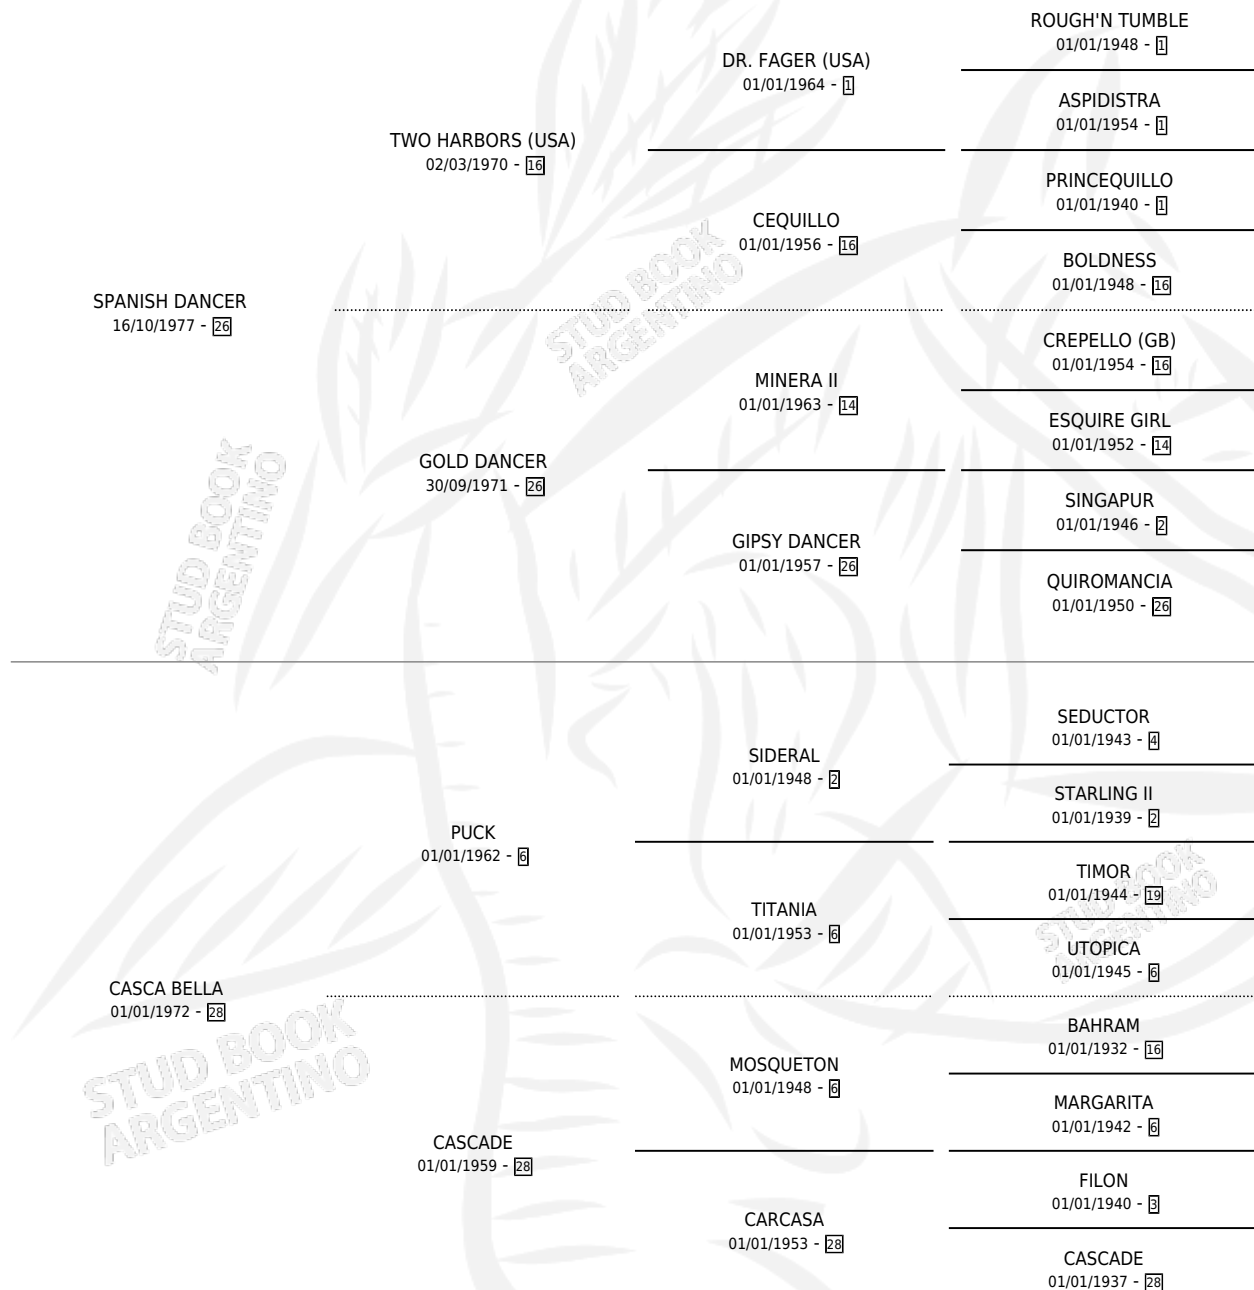 ROUGH'N TUMBLE
01/01/1948 - 1
DR. FAGER (USA)
01/01/1964 - 1
ASPIDISTRA
01/01/1954 - 1
TWO HARBORS (USA)
02/03/1970 - 16
PRINCEQUILLO
01/01/1940 - 1
CEQUILLO
01/01/1956 - 16
BOLDNESS
01/01/1948 - 16
SPANISH DANCER
16/10/1977 - 26
STUD BOOK
ARGENTINO
CREPELLO (GB)
01/01/1954 - 16
MINERA II
01/01/1963 - 14
ESQUIRE GIRL
01/01/1952 - 14
GOLD DANCER
30/09/1971 - 26
SINGAPUR
01/01/1946 - 2
GIPSY DANCER
01/01/1957 - 26
QUIROMANCIA
01/01/1950 - 26
STUD BOOK
ARGENTINO
SEDUCTOR
01/01/1943 - 4
SIDERAL
01/01/1948 - 2
STARLING II
01/01/1939 - 2
PUCK
01/01/1962 - 6
TIMOR
01/01/1944 - 19
TITANIA
01/01/1953 - 6
UTOPICA
01/01/1945 - 6
STUD BOOK
ARGENTINO
CASCA BELLA
01/01/1972 - 28
BAHRAM
01/01/1932 - 16
MOSQUETON
01/01/1948 - 6
MARGARITA
01/01/1942 - 6
STUD BOOK
ARGENTINO
CASCADE
01/01/1959 - 28
FILON
01/01/1940 - 3
CARCASA
01/01/1953 - 28
CASCADE
01/01/1937 - 28